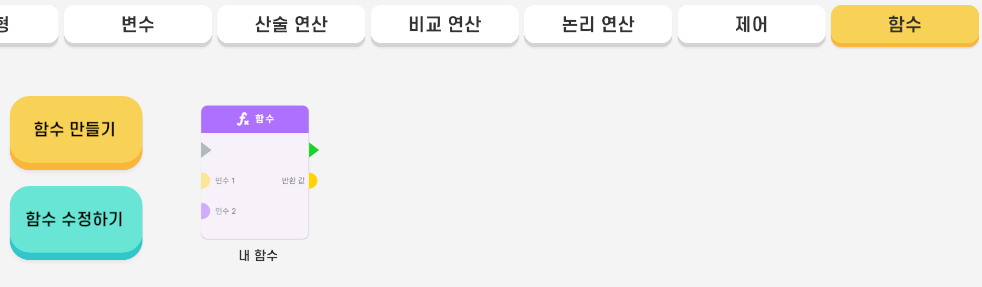 형
변수
산술 연산
비교 연산
논리 연산
제어
함수
함수 만들기
함수 수정하기
fx 함수
인수 1
반환 값
인수 2
내 함수